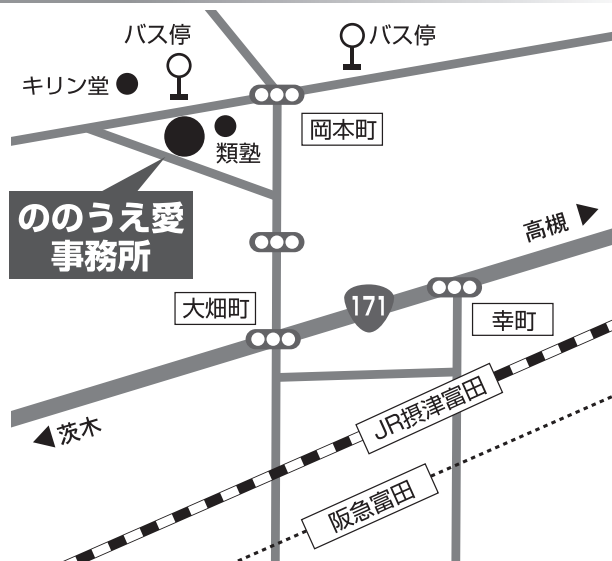 バス停
バス停
キリン堂
岡本町
類塾
ののうえ愛
事務所
高槻
大畑町
171
幸町
茨木
JR摂津富田
阪急富田